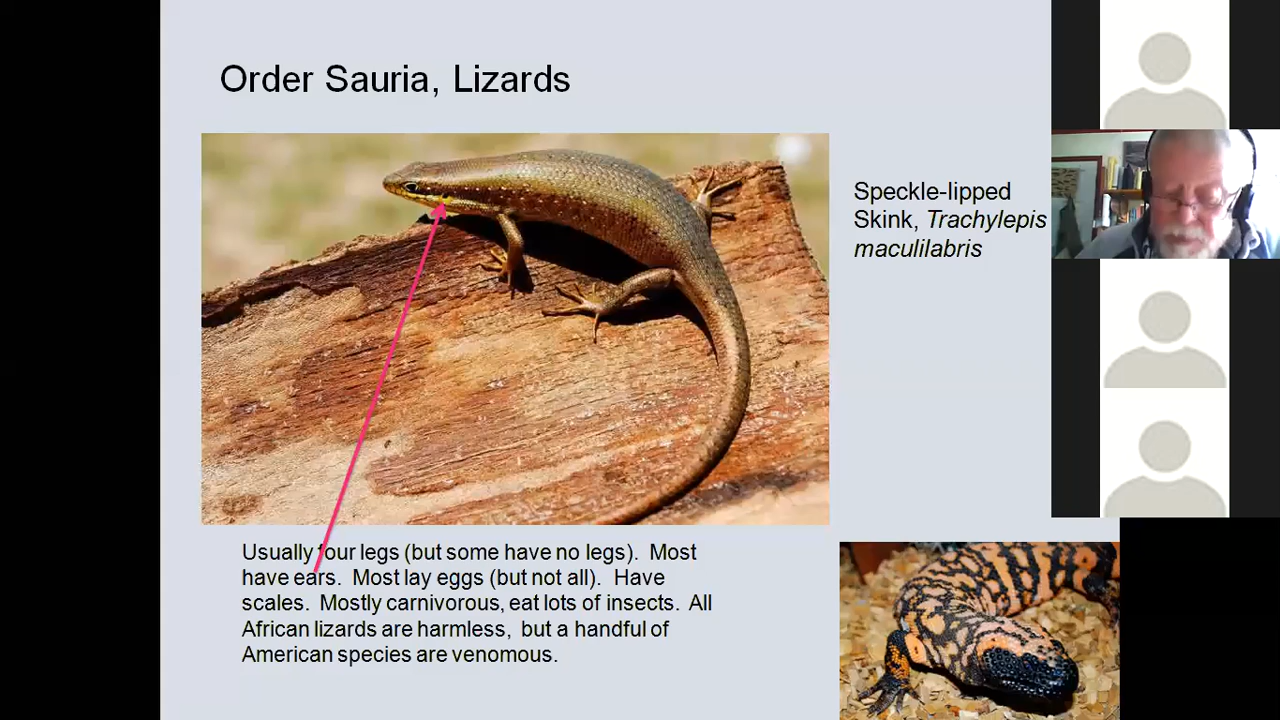 Order Sauria, Lizards
Speckle-lipped
Skink, Trachylepis
maculilabris
Usually four legs (but some have no legs).  Most
have ears.  Most lay eggs (but not all).  Have
scales.  Mostly carnivorous, eat lots of insects.  All
African lizards are harmless,  but a handful of
American species are venomous.